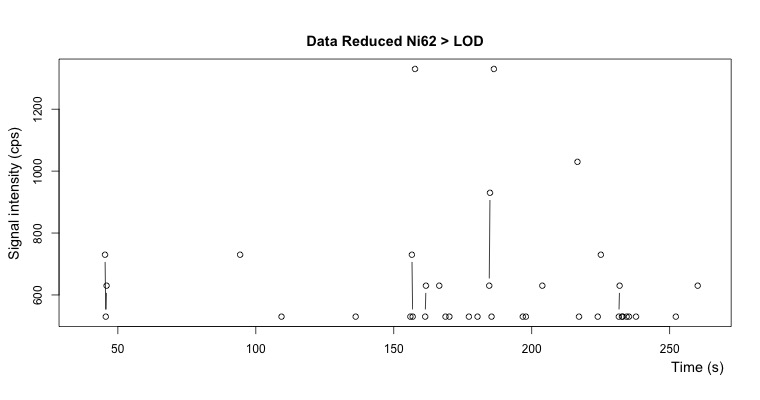 Data Reduced Ni62 > LOD
Signal intensity (cps)
1200
1000
800
600
50 100 150 200 250
Time (s)